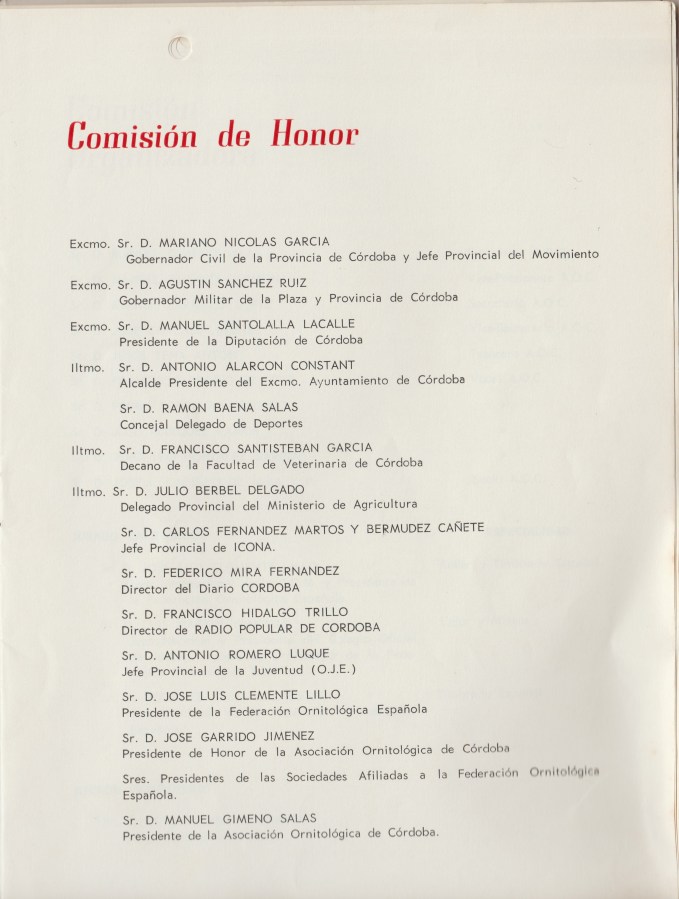 Comisión de Honor
Excmo. Sr. D. MARIANO NICOLAS GARCIA
Gobernador Civil de la Provincia de Córdoba y Jefe Provincial del Movimiento
Excmo. Sr. D. AGUSTIN SANCHEZ RUIZ
Gobernador Militar de la Plaza y Provincia de Córdoba
Excmo. Sr. D. MANUEL SANTOLALLA LACALLE
Presidente de la Diputación de Córdoba
Iltmo. Sr. D. ANTONIO ALARCON CONSTANT
Alcalde Presidente del Excmo. Ayuntamiento de Córdoba
Sr. D. RAMON BAENA SALAS
Concejal Delegado de Deportes
Iltmo. Sr. D. FRANCISCO SANTISTEBAN GARCIA
Decano de la Facultad de Veterinaria de Córdoba
Iltmo. Sr. D. JULIO BERBEL DELGADO
Delegado Provincial del Ministerio de Agricultura
Sr. D. CARLOS FERNANDEZ MARTOS Y BERMUDEZ CAÑETE
Jefe Provincial de ICONA.
Sr. D. FEDERICO MIRA FERNANDEZ
Director del Diario CORDOBA
Sr. D. FRANCISCO HIDALGO TRILLO
Director de RADIO POPULAR DE CORDOBA
Sr. D. ANTONIO ROMERO LUQUE
Jefe Provincial de la Juventud (O.J.E.)
Sr. D. JOSE LUIS CLEMENTE LILLO
Presidente de la Federación Ornitológica Española
Sr. D. JOSE GARRIDO JIMENEZ
Presidente de Honor de la Asociación Ornitológica de Córdoba
Sres. Presidentes de las Sociedades Afiliadas a la Federación Ornitológica
Española.
Sr. D. MANUEL GIMENO SALAS
Presidente de la Asociación Ornitológica de Córdoba.